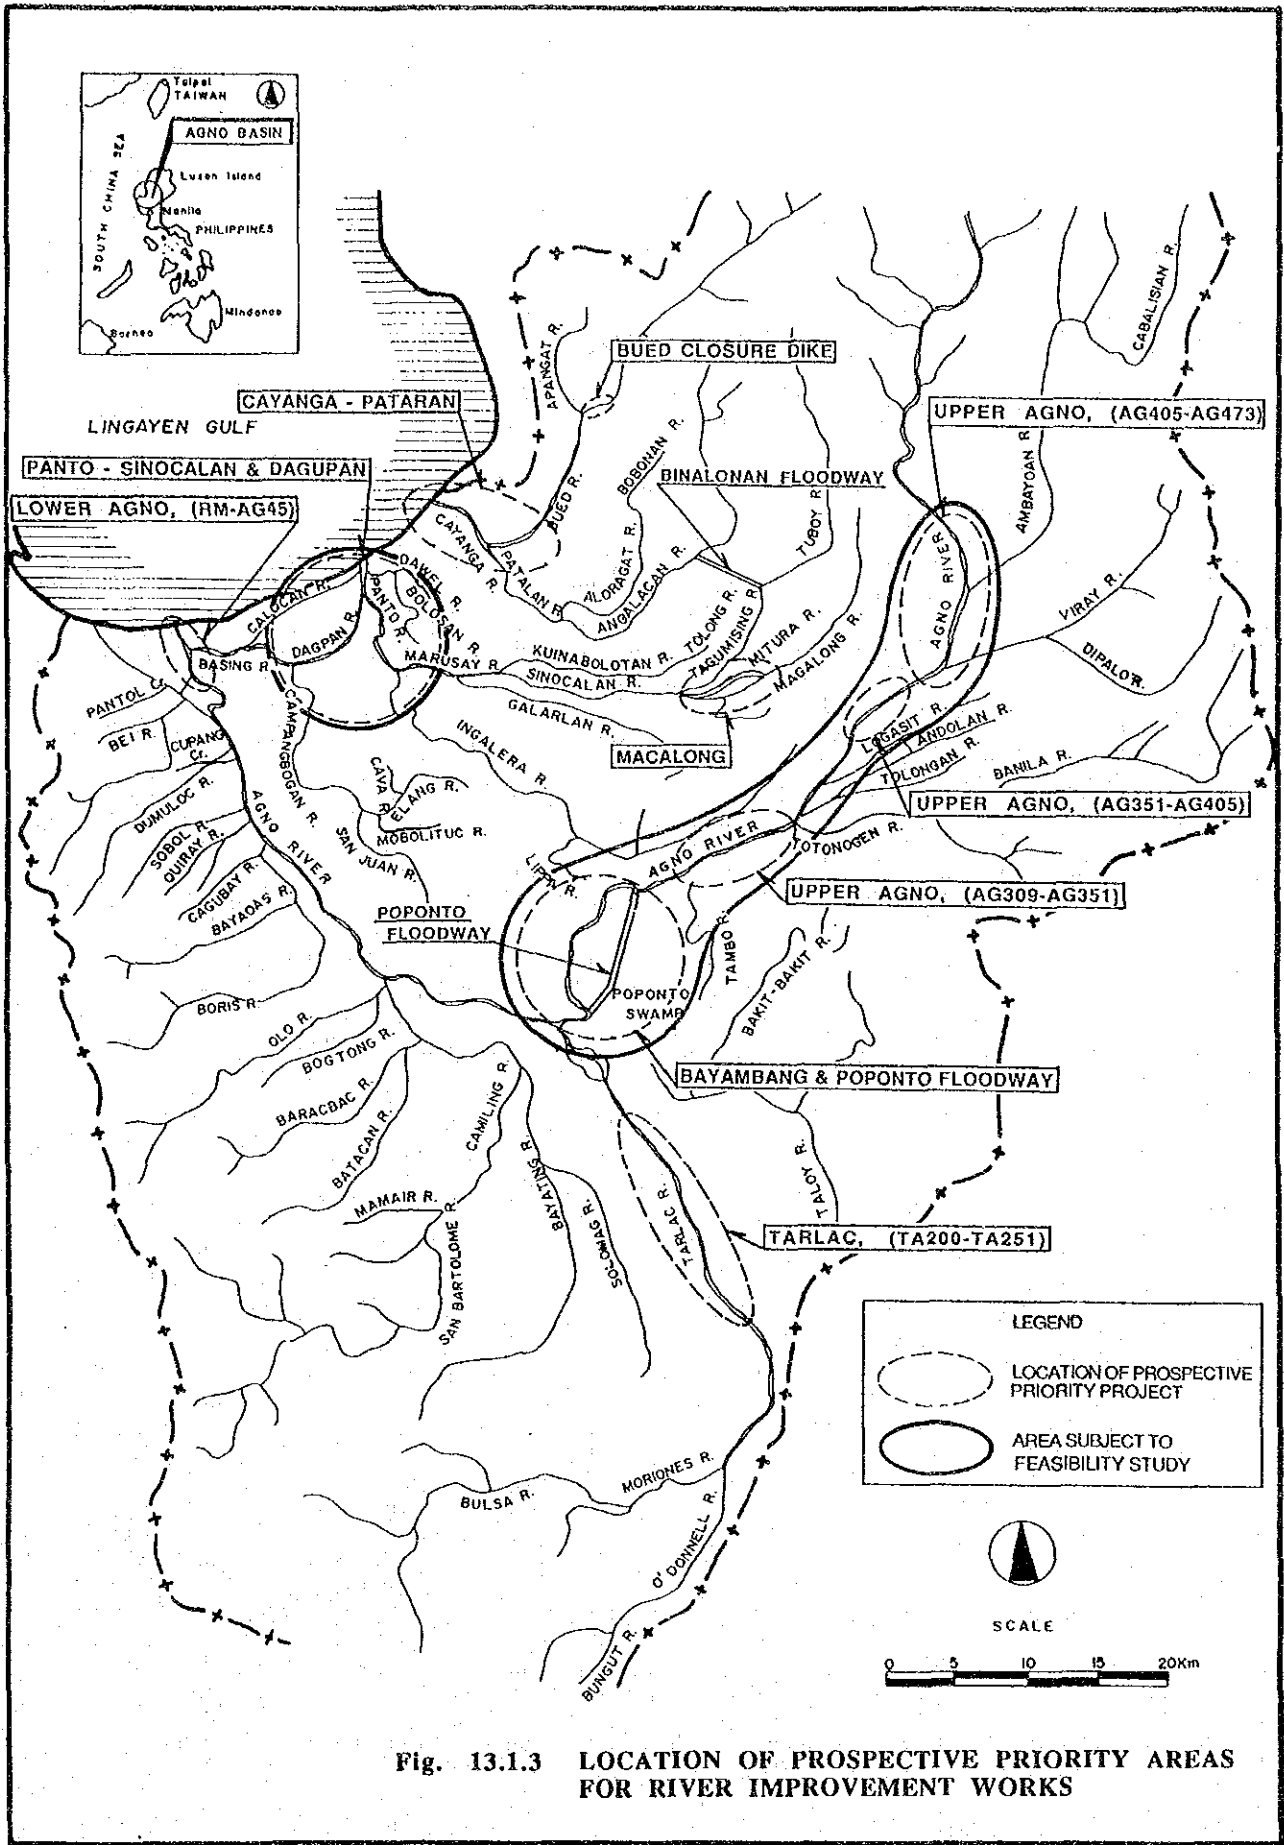 Taipei
TAIWAN
AGNO BASIN
SOUTH CHINA SEA
Luzon Island
Manila
PHILIPPINES
Mindanao
Borneo
LINGAYEN GULF
CAYANGA - PATARAN
PANTO - SINOCALAN & DAGUPAN
LOWER AGNO, (RM-AG45)
BUED CLOSURE DIKE
BINALONAN FLOODWAY
UPPER AGNO, (AG405-AG473)
APANGAT R.
BUED R.
BOBONAN R.
ALORAGAT R.
ANGALACAN R.
TUBOY R.
AMBAYOAN R.
CABALISIAN R.
AGNO RIVER
VIRAY R.
DIPALO R.
CAYANGA R.
PATALAN R.
DAWEL R.
BOLOSAN R.
PANTO R.
CALOCAN R.
DAGPAN R.
BASING R.
MARUSAY R.
KUINABOLOTAN R.
SINOCALAN R.
GALARLAN R.
TOLONG R.
TAGUMISING R.
MITURA R.
MAGALONG R.
MACALONG
INGALERA R.
LAGASIT R.
ANDOLAN R.
TOLONGAN R.
BANILA R.
UPPER AGNO, (AG351-AG405)
PANTOL Cr.
BEI R.
CUPANG
Cr.
DUMULOC R.
SOBOL R.
QUIRAY R.
CAGUBAY R.
BAYAOAS R.
CAMPANGBOGAN R.
CAVA R.
ELANG R.
MOBOLITUC R.
SAN JUAN R.
AGNO RIVER
AGNO RIVER
TOTONOGEN R.
LIPPA R.
UPPER AGNO, (AG309-AG351)
POPONTO
FLOODWAY
POPONTO
SWAMP
TAMBO R.
BAKIT-BAKIT R.
BAYAMBANG & POPONTO FLOODWAY
BORIS R.
OLO R.
BOGTONG R.
BARACBAC R.
BATACAN R.
MAMAIR R.
CAMILING R.
BAYATING R.
SOLOMAG R.
SAN BARTOLOME R.
TARLAC R.
TALOY R.
TARLAC, (TA200-TA251)
BULSA R.
MORIONES R.
O'DONNELL R.
BUNGUT R.
LEGEND
LOCATION OF PROSPECTIVE
PRIORITY PROJECT
AREA SUBJECT TO
FEASIBILITY STUDY
SCALE
0 5 10 15 20Km
Fig. 13.1.3 LOCATION OF PROSPECTIVE PRIORITY AREAS
FOR RIVER IMPROVEMENT WORKS